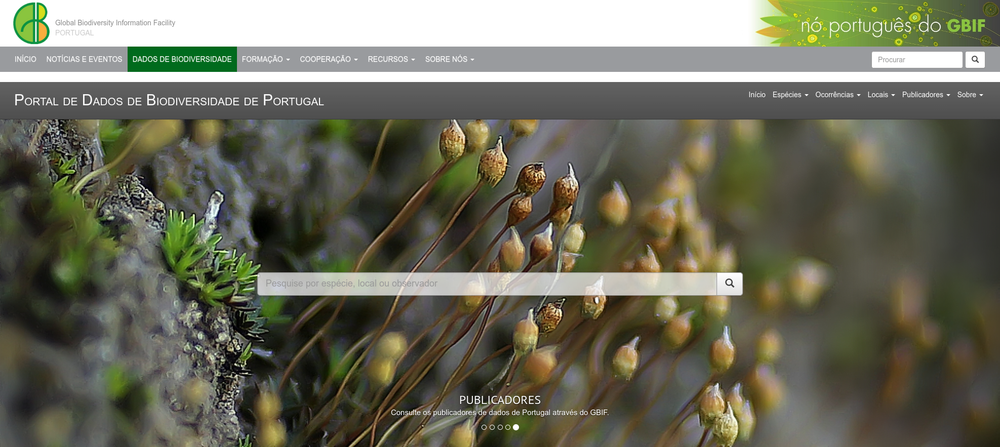 Global Biodiversity Information Facility
PORTUGAL
nó português do GBIF
INÍCIO NOTÍCIAS E EVENTOS DADOS DE BIODIVERSIDADE FORMAÇÃO COOPERAÇÃO RECURSOS SOBRE NÓS Procurar
Portal de Dados de Biodiversidade de Portugal
Início Espécies Ocorrências Locais Publicadores Sobre
Pesquise por espécie, local ou observador
PUBLICADORES
Consulte os publicadores de dados de Portugal através do GBIF.